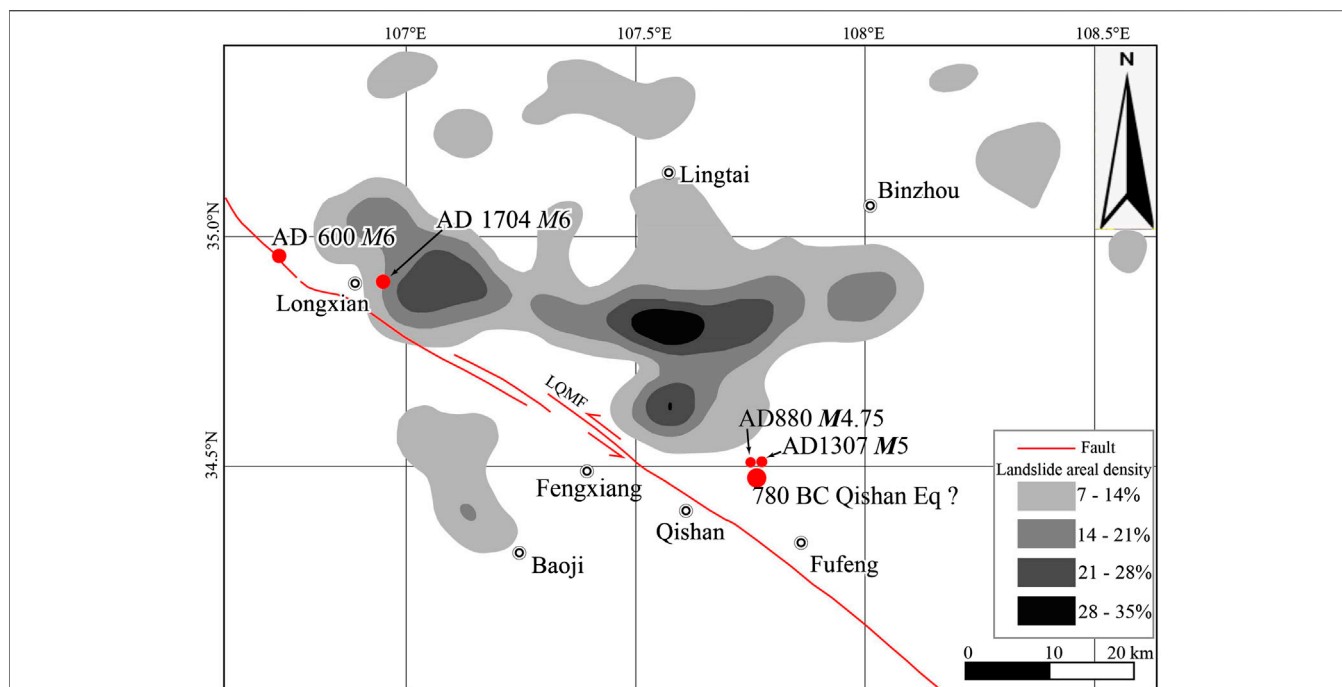 107°E
107.5°E
108°E
108.5°E
N
Lingtai
Binzhou
35.0°N
AD 1704 M6
AD 600 M6
Longxian
LQMF
AD880 M4.75
AD1307 M5
34.5°N
Fengxiang
780 BC Qishan Eq ?
Qishan
Fufeng
Baoji
Fault
Landslide areal density
7 - 14%
14 - 21%
21 - 28%
28 - 35%
0 10 20 km